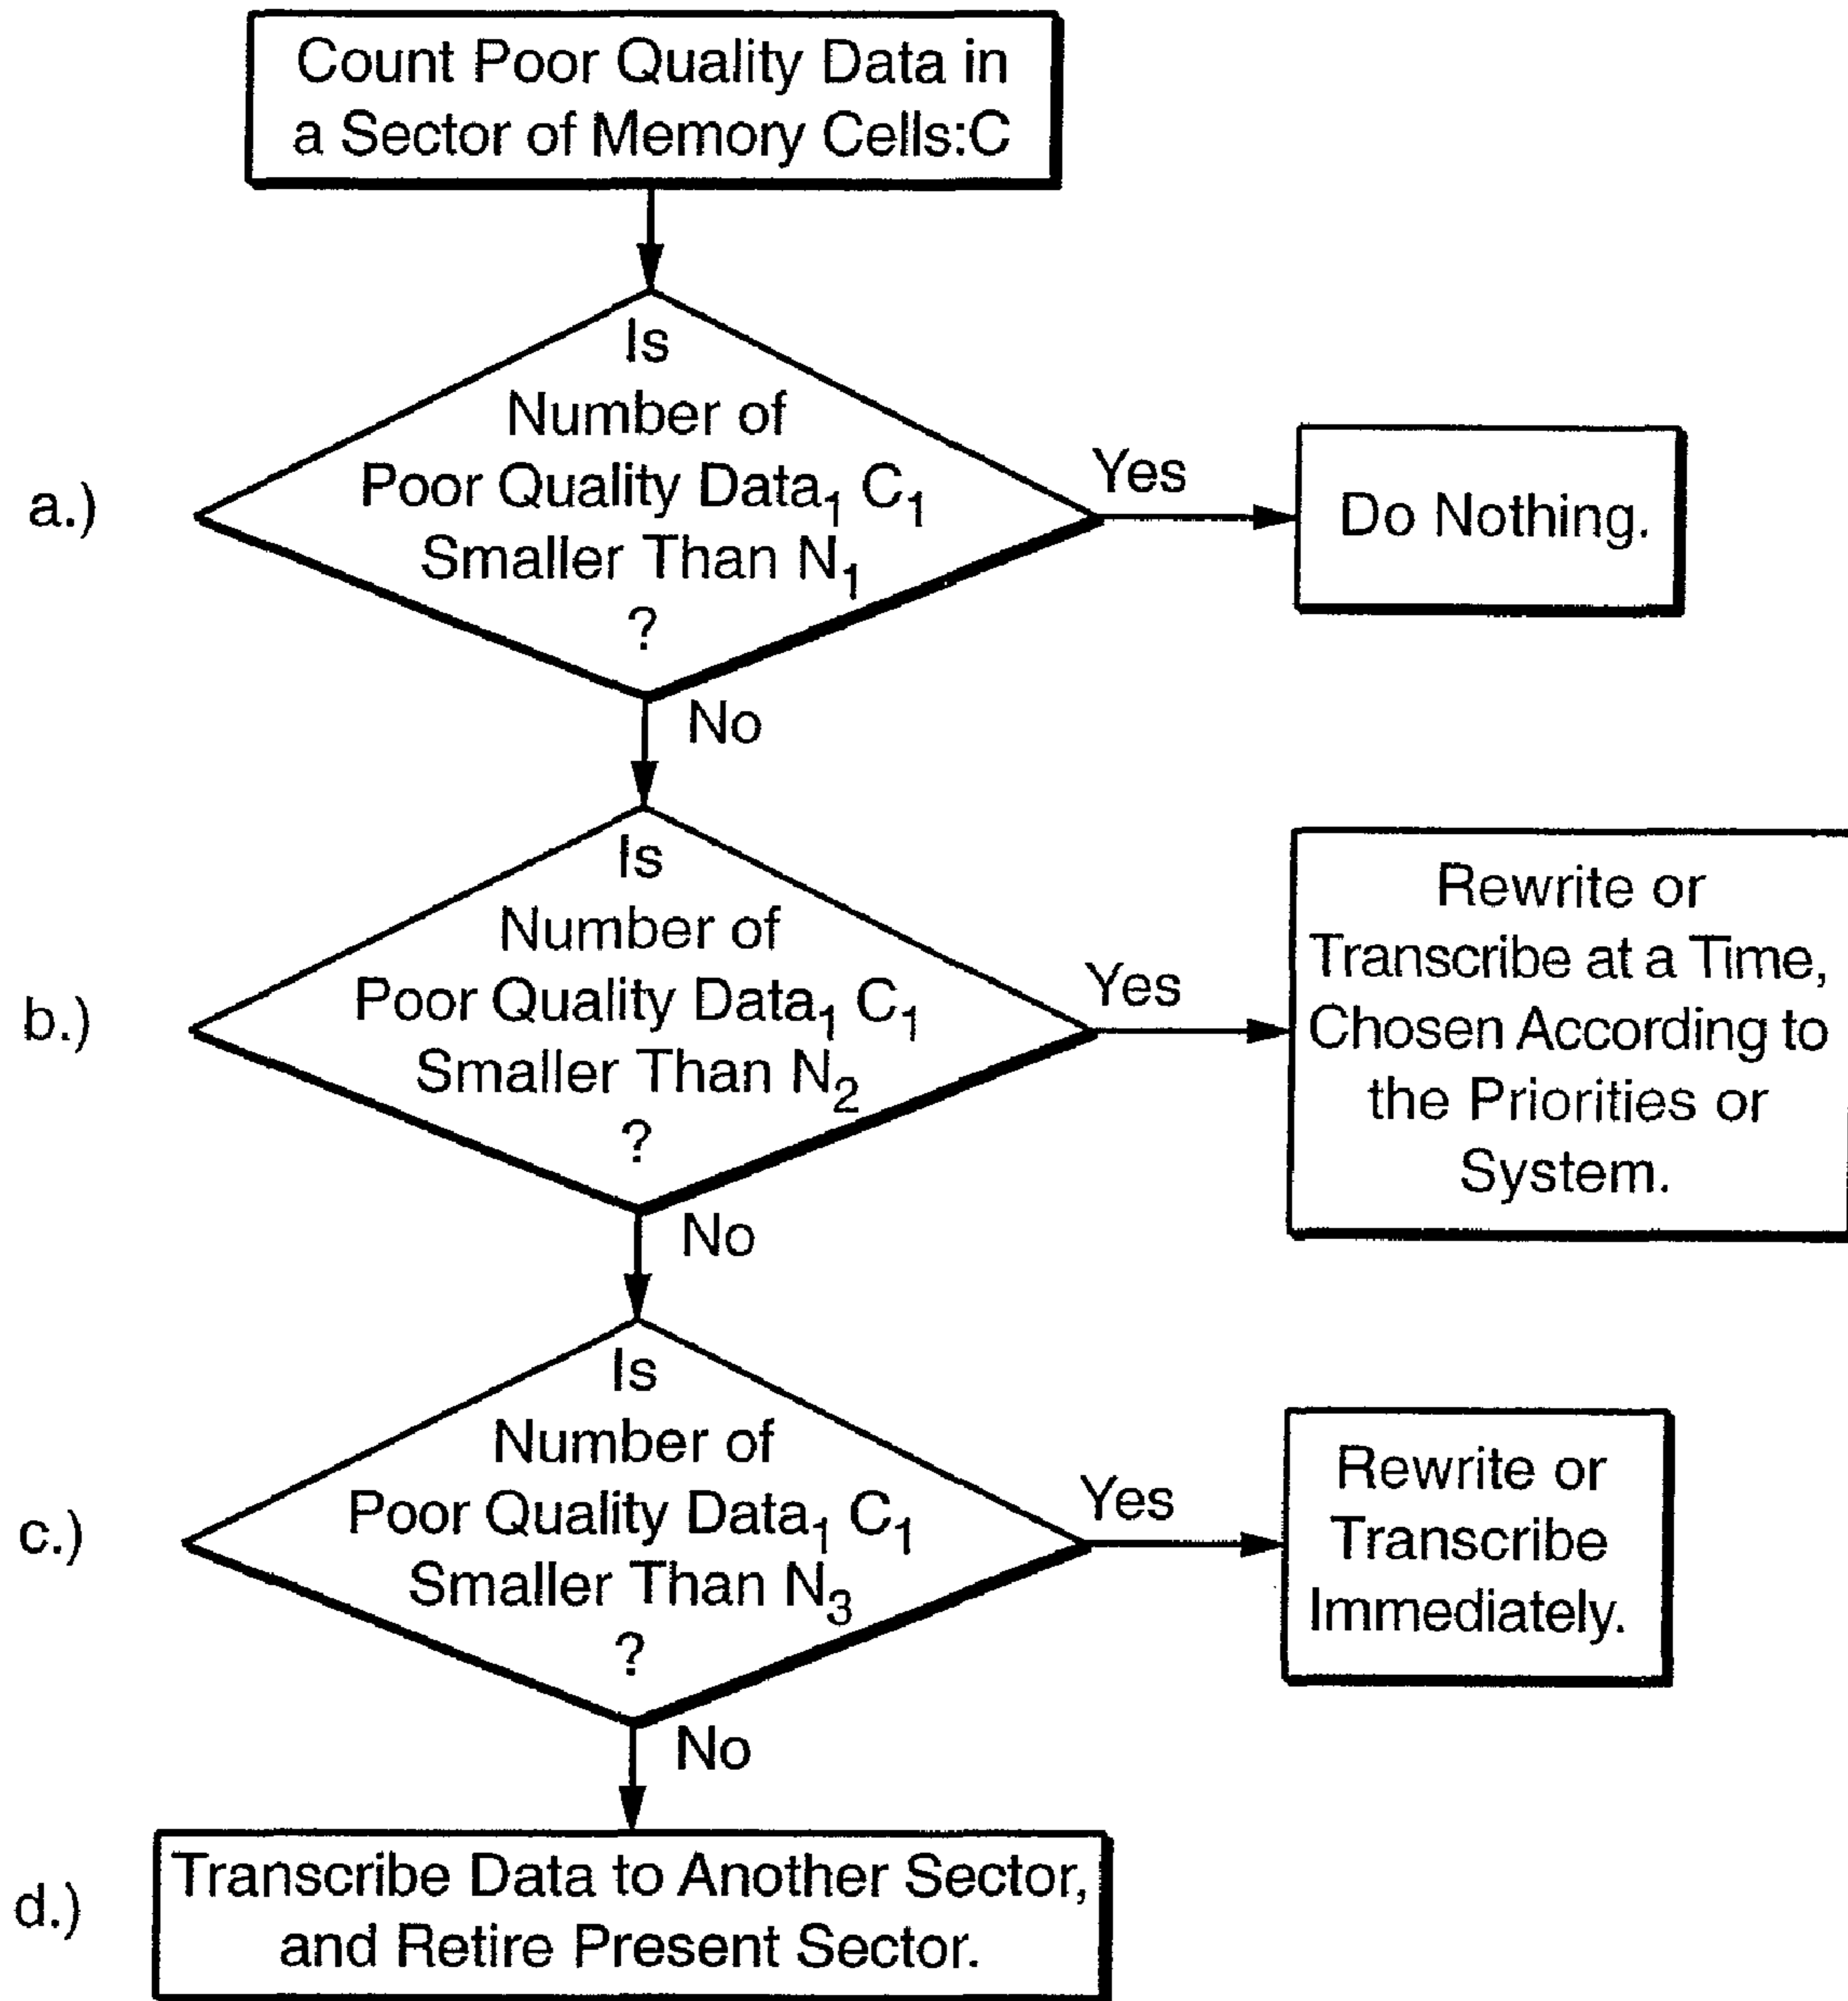 Count Poor Quality Data in
a Sector of Memory Cells:C
a.)
Is
Number of
Poor Quality Data₁ C₁
Smaller Than N₁
?
Yes
Do Nothing.
No
b.)
Is
Number of
Poor Quality Data₁ C₁
Smaller Than N₂
?
Yes
Rewrite or
Transcribe at a Time,
Chosen According to
the Priorities or
System.
No
c.)
Is
Number of
Poor Quality Data₁ C₁
Smaller Than N₃
?
Yes
Rewrite or
Transcribe
Immediately.
No
d.)
Transcribe Data to Another Sector,
and Retire Present Sector.